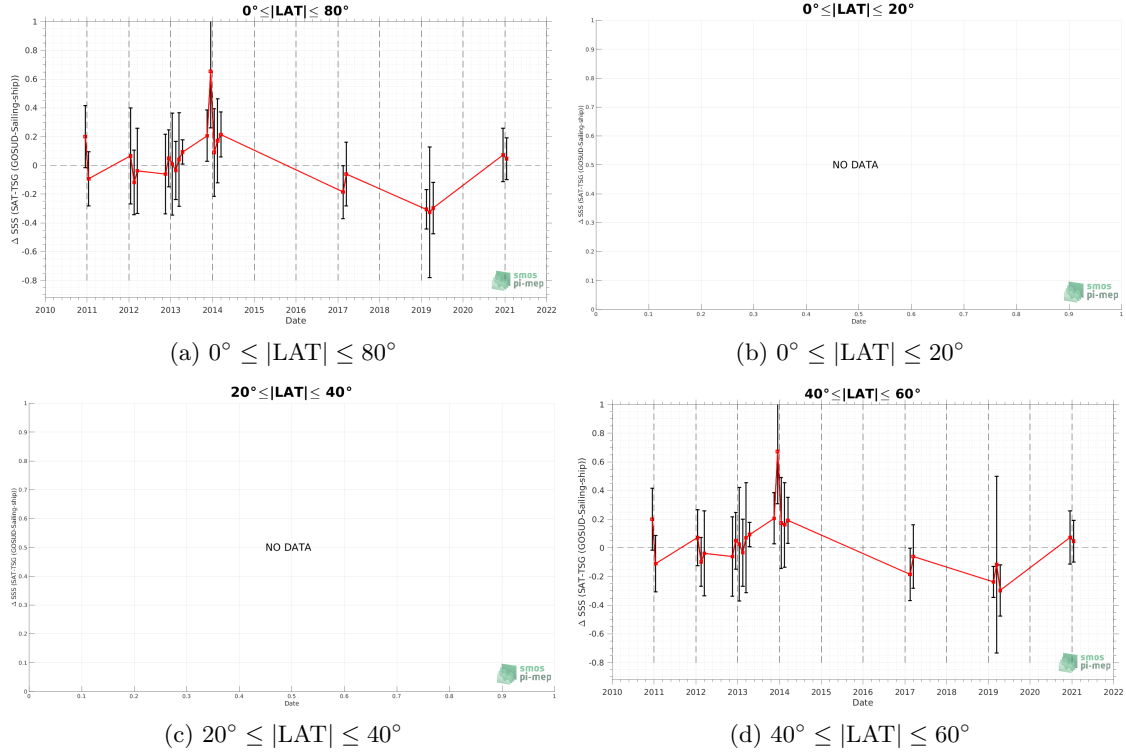 0°≤|LAT|≤ 80°
1
0.8
0.6
0.4
0.2
0
-0.2
-0.4
-0.6
-0.8
Δ SSS (SAT-TSG (GOSUD-Sailing-ship))
2010 2011 2012 2013 2014 2015 2016 2017 2018 2019 2020 2021 2022
Date
smos
pi-mep
(a) 0° ≤ |LAT| ≤ 80°
0°≤|LAT|≤ 20°
1
0.9
0.8
0.7
0.6
0.5
0.4
0.3
0.2
0.1
0
Δ SSS (SAT-TSG (GOSUD-Sailing-ship))
NO DATA
0 0.1 0.2 0.3 0.4 0.5 0.6 0.7 0.8 0.9 1
Date
smos
pi-mep
(b) 0° ≤ |LAT| ≤ 20°
20°≤|LAT|≤ 40°
1
0.9
0.8
0.7
0.6
0.5
0.4
0.3
0.2
0.1
0
Δ SSS (SAT-TSG (GOSUD-Sailing-ship))
NO DATA
0 0.1 0.2 0.3 0.4 0.5 0.6 0.7 0.8 0.9 1
Date
smos
pi-mep
(c) 20° ≤ |LAT| ≤ 40°
40°≤|LAT|≤ 60°
1
0.8
0.6
0.4
0.2
0
-0.2
-0.4
-0.6
-0.8
Δ SSS (SAT-TSG (GOSUD-Sailing-ship))
2010 2011 2012 2013 2014 2015 2016 2017 2018 2019 2020 2021 2022
Date
smos
pi-mep
(d) 40° ≤ |LAT| ≤ 60°